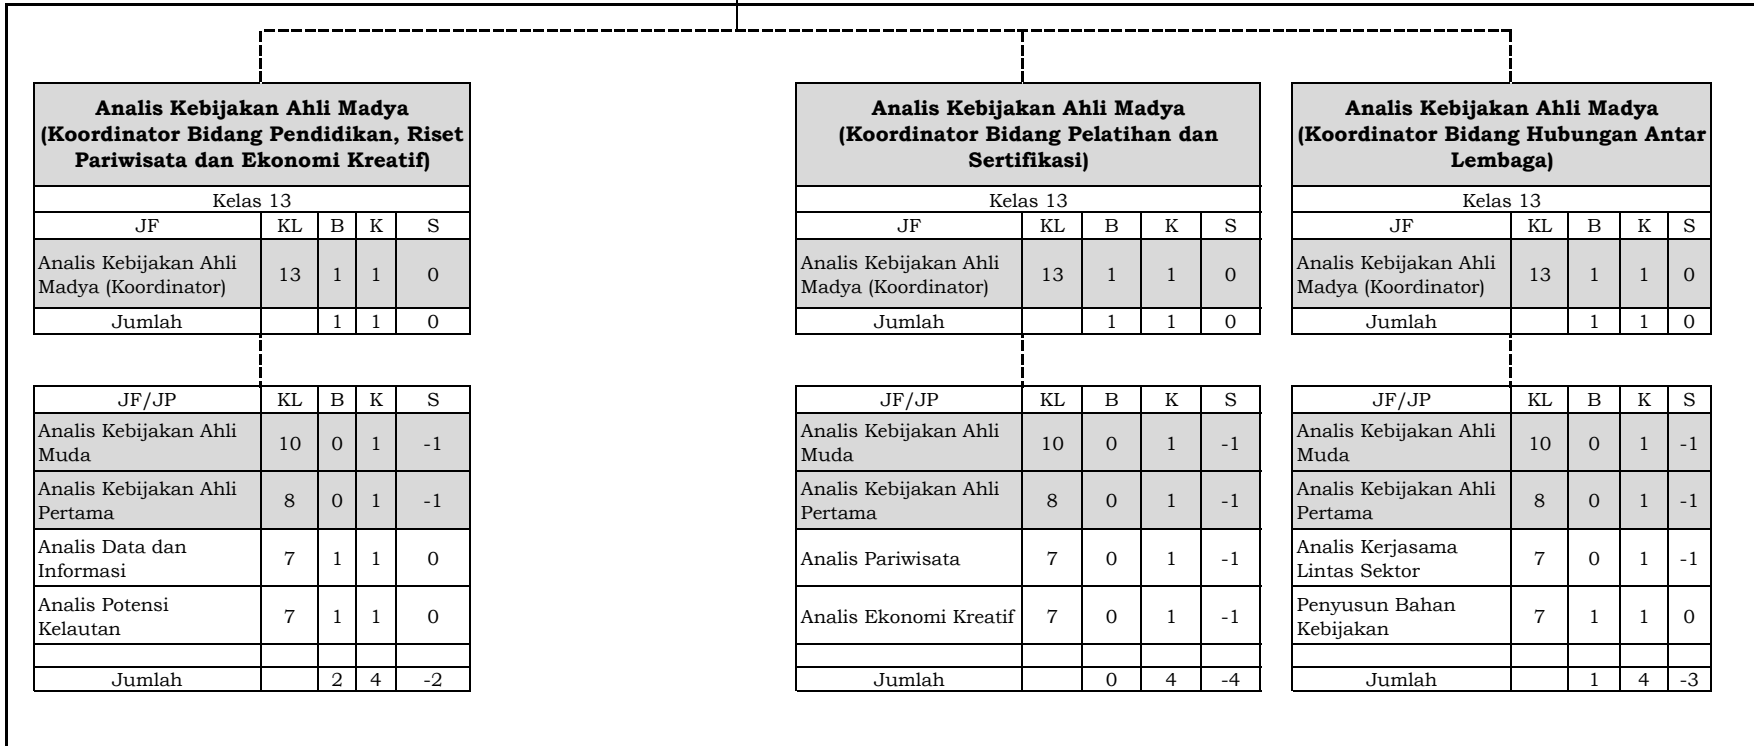 Analis Kebijakan Ahli Madya
(Koordinator Bidang Pendidikan, Riset
Pariwisata dan Ekonomi Kreatif)
Kelas 13
JF KL B K S
Analis Kebijakan Ahli
Madya (Koordinator) 13 1 1 0
Jumlah 1 1 0
JF/JP KL B K S
Analis Kebijakan Ahli
Muda 10 0 1 -1
Analis Kebijakan Ahli
Pertama 8 0 1 -1
Analis Data dan
Informasi 7 1 1 0
Analis Potensi
Kelautan 7 1 1 0
Jumlah 2 4 -2
Analis Kebijakan Ahli Madya
(Koordinator Bidang Pelatihan dan
Sertifikasi)
Kelas 13
JF KL B K S
Analis Kebijakan Ahli
Madya (Koordinator) 13 1 1 0
Jumlah 1 1 0
JF/JP KL B K S
Analis Kebijakan Ahli
Muda 10 0 1 -1
Analis Kebijakan Ahli
Pertama 8 0 1 -1
Analis Pariwisata 7 0 1 -1
Analis Ekonomi Kreatif 7 0 1 -1
Jumlah 0 4 -4
Analis Kebijakan Ahli Madya
(Koordinator Bidang Hubungan Antar
Lembaga)
Kelas 13
JF KL B K S
Analis Kebijakan Ahli
Madya (Koordinator) 13 1 1 0
Jumlah 1 1 0
JF/JP KL B K S
Analis Kebijakan Ahli
Muda 10 0 1 -1
Analis Kebijakan Ahli
Pertama 8 0 1 -1
Analis Kerjasama
Lintas Sektor 7 0 1 -1
Penyusun Bahan
Kebijakan 7 1 1 0
Jumlah 1 4 -3